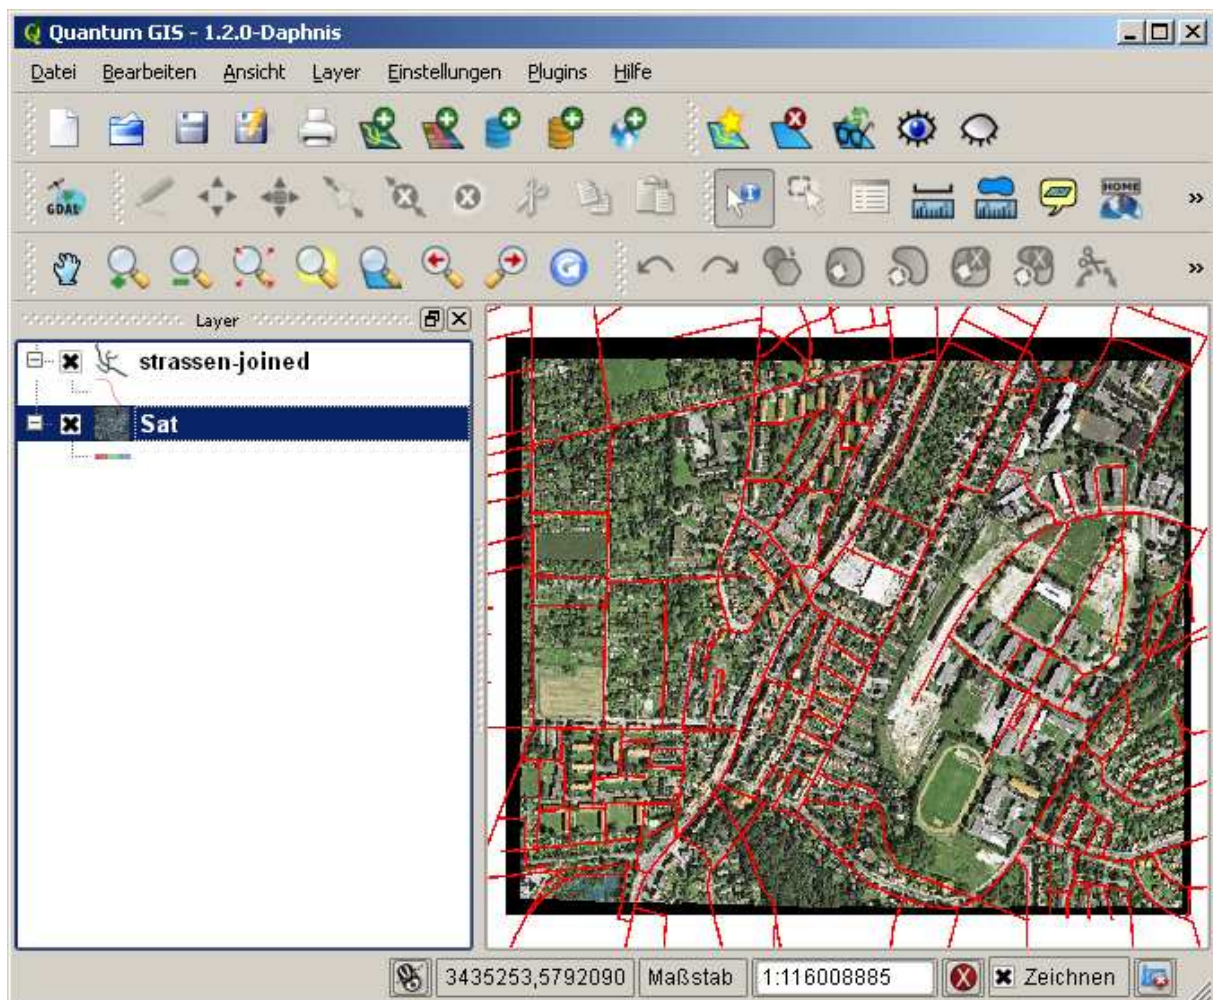 Quantum GIS - 1.2.0-Daphnis
Datei Bearbeiten Ansicht Layer Einstellungen Plugins Hilfe
GDAL HOME
Layer
strassen-joined
Sat
3435253,5792090 Maßstab 1:116008885 Zeichnen